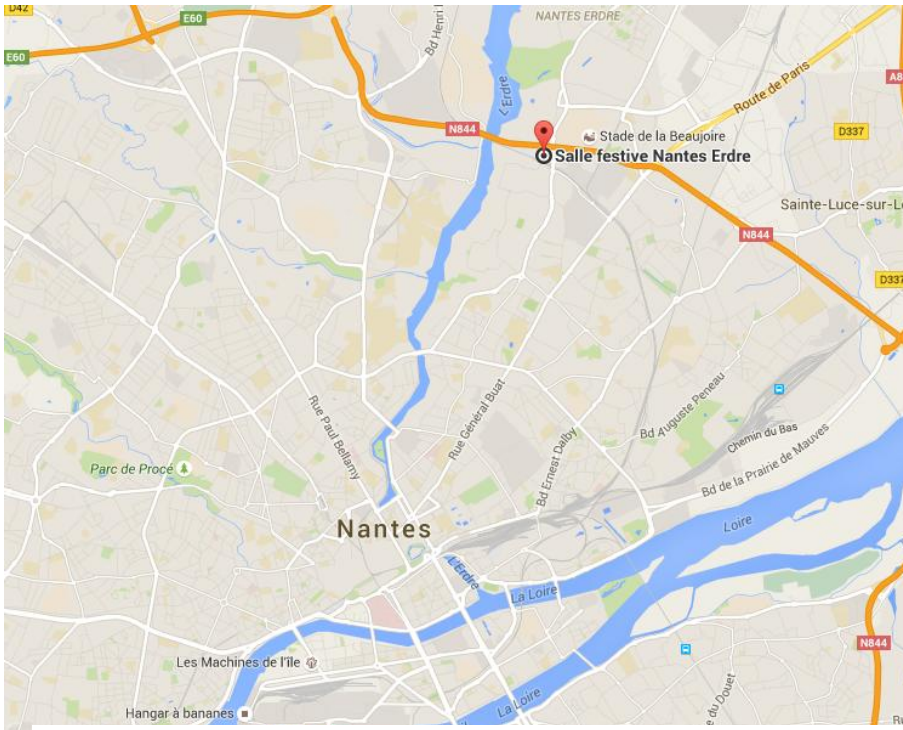 D42
E60
Bd Henri
NANTES ERDRE
E60
L'Erdre
Route de Paris
A8
N844
Stade de la Beaujoire
D337
Salle festive Nantes Erdre
Sainte-Luce-sur-L
N844
D337
Rue Paul Bellamy
Rue Général Buat
Bd Auguste Peneau
Chemin du Bas
Bd Ernest Dalby
Parc de Procé
Bd de la Prairie de Mauves
Nantes
Loire
L'Erdre
La Loire
N844
Les Machines de l'île
La Loire
e du Douet
Hangar à bananes